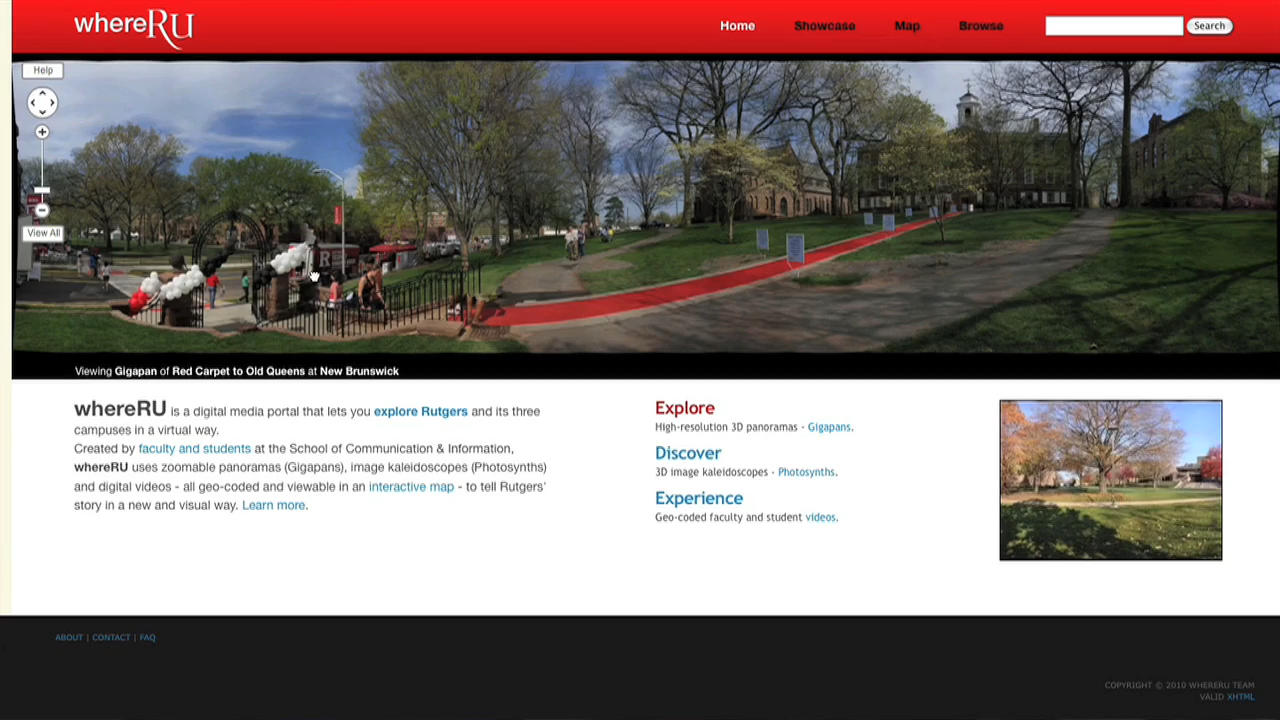 whereRU
Home Showcase Map Browse Search
Help
View All
R
Viewing Gigapan of Red Carpet to Old Queens at New Brunswick
whereRU is a digital media portal that lets you explore Rutgers and its three
campuses in a virtual way.
Created by faculty and students at the School of Communication & Information,
whereRU uses zoomable panoramas (Gigapans), image kaleidoscopes (Photosynths)
and digital videos - all geo-coded and viewable in an interactive map - to tell Rutgers'
story in a new and visual way. Learn more.
Explore
High-resolution 3D panoramas - Gigapans.
Discover
3D image kaleidoscopes - Photosynths.
Experience
Geo-coded faculty and student videos.
ABOUT | CONTACT | FAQ
COPYRIGHT © 2010 WHERERU TEAM
VALID XHTML